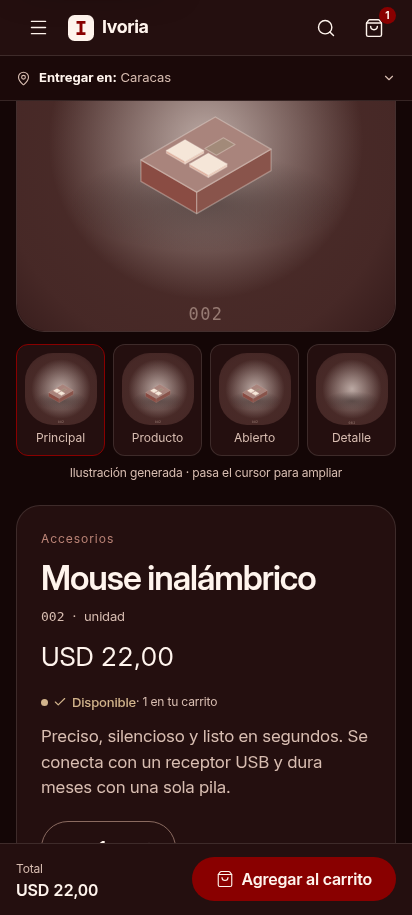 I Ivoria
1
Entregar en: Caracas
002
Principal
Producto
Abierto
Detalle
Ilustración generada · pasa el cursor para ampliar
Accesorios
Mouse inalámbrico
002 · unidad
USD 22,00
Disponible · 1 en tu carrito
Preciso, silencioso y listo en segundos. Se
conecta con un receptor USB y dura
meses con una sola pila.
Total
USD 22,00
Agregar al carrito